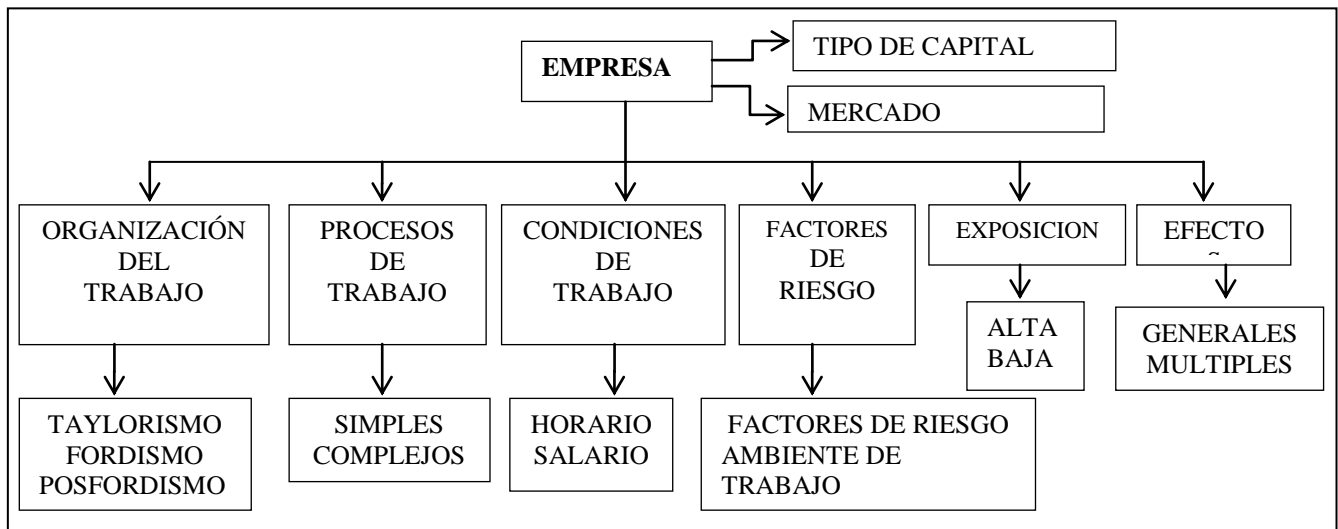 EMPRESA
TIPO DE CAPITAL
MERCADO
ORGANIZACIÓN
DEL
TRABAJO
PROCESOS
DE
TRABAJO
CONDICIONES
DE
TRABAJO
FACTORES
DE
RIESGO
EXPOSICION
EFECTO
S
TAYLORISMO
FORDISMO
POSFORDISMO
SIMPLES
COMPLEJOS
HORARIO
SALARIO
FACTORES DE RIESGO
AMBIENTE DE
TRABAJO
ALTA
BAJA
GENERALES
MULTIPLES